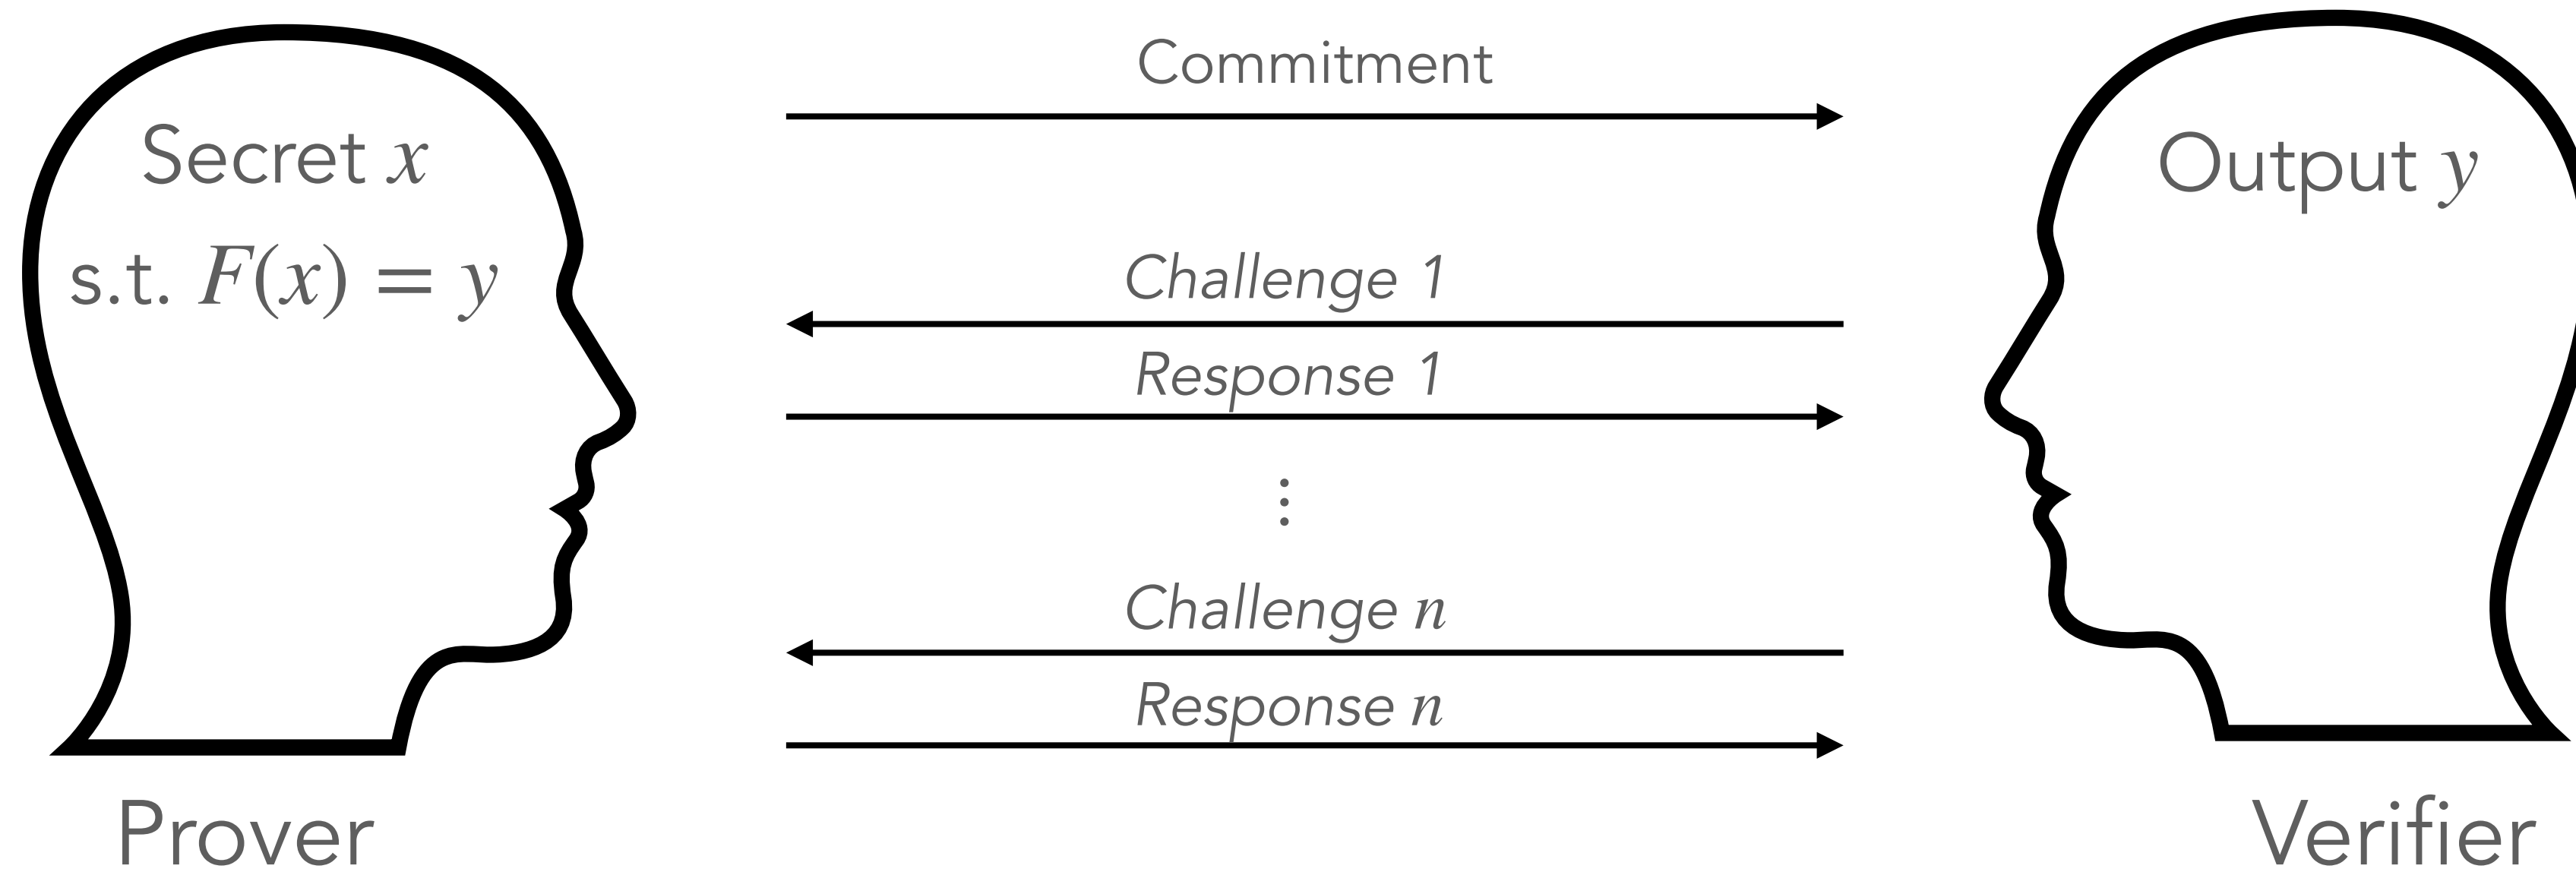 Secret x
s.t. F(x) = y
Prover
Commitment
Challenge 1
Response 1
⋮
Challenge n
Response n
Output y
Verifier